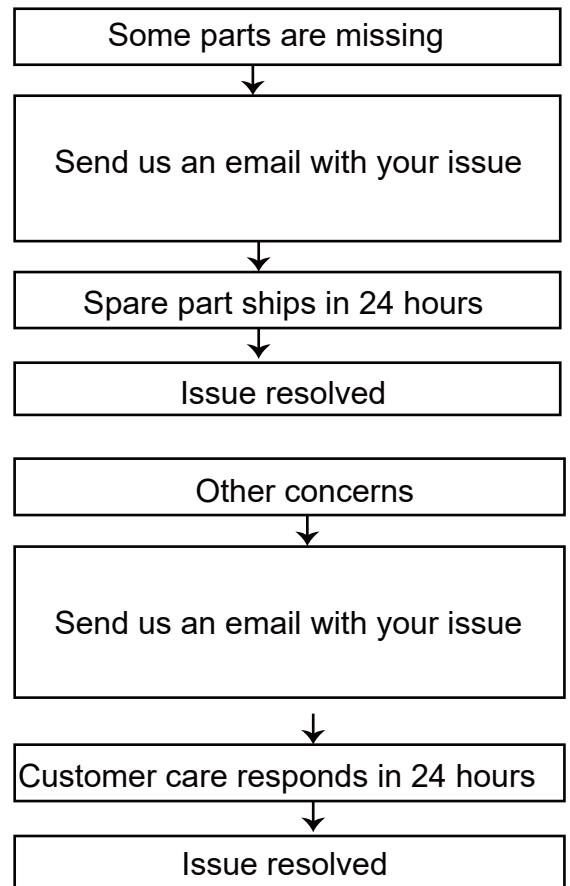 Some parts are missing
Send us an email with your issue
Spare part ships in 24 hours
Issue resolved
Other concerns
Send us an email with your issue
Customer care responds in 24 hours
Issue resolved